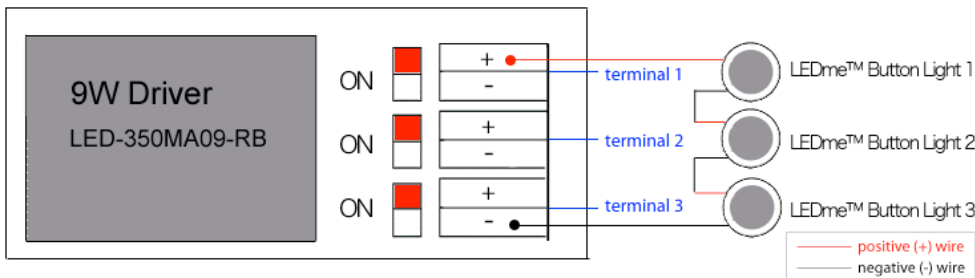 9W Driver
LED-350MA09-RB
ON
+
-
terminal 1
LEDme™ Button Light 1
ON
+
-
terminal 2
LEDme™ Button Light 2
ON
+
-
terminal 3
LEDme™ Button Light 3
positive (+) wire
negative (-) wire